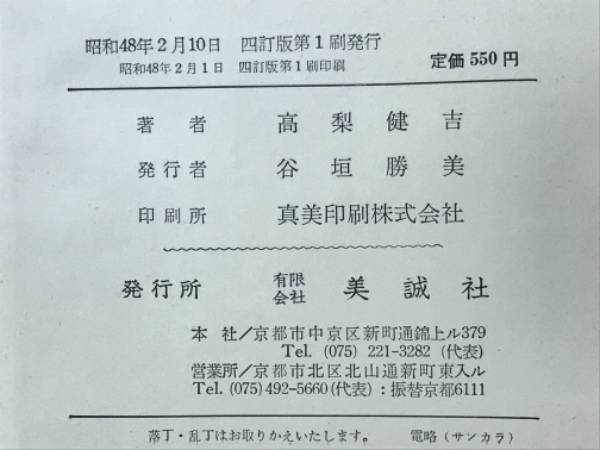 昭和48年2月10日 四訂版第1刷発行
昭和48年2月1日 四訂版第1刷印刷
定価 550円
著者 高梨健吉
発行者 谷垣勝美
印刷所 真美印刷株式会社
発行所 有限会社 美誠社
本社/京都市中京区新町通錦上ル379
Tel. (075) 221-3282 (代表)
営業所/京都市北区北山通新町東入ル
Tel. (075) 492-5660 (代表) : 振替京都6111
落丁・乱丁はお取りかえいたします。 電略 (サンカラ)